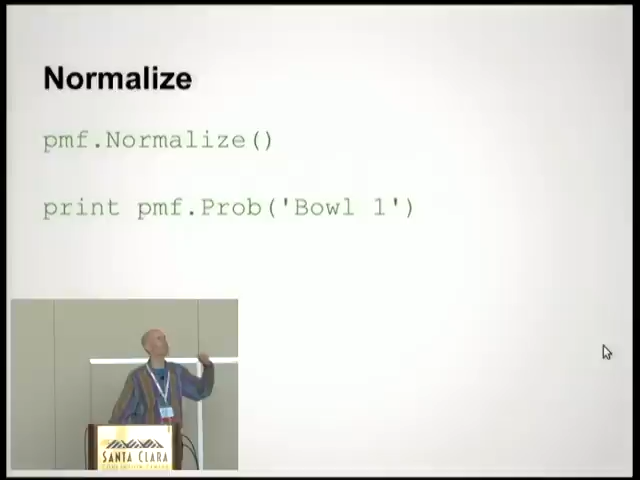 Normalize
pmf.Normalize()
print pmf.Prob('Bowl 1')
SANTA CLARA